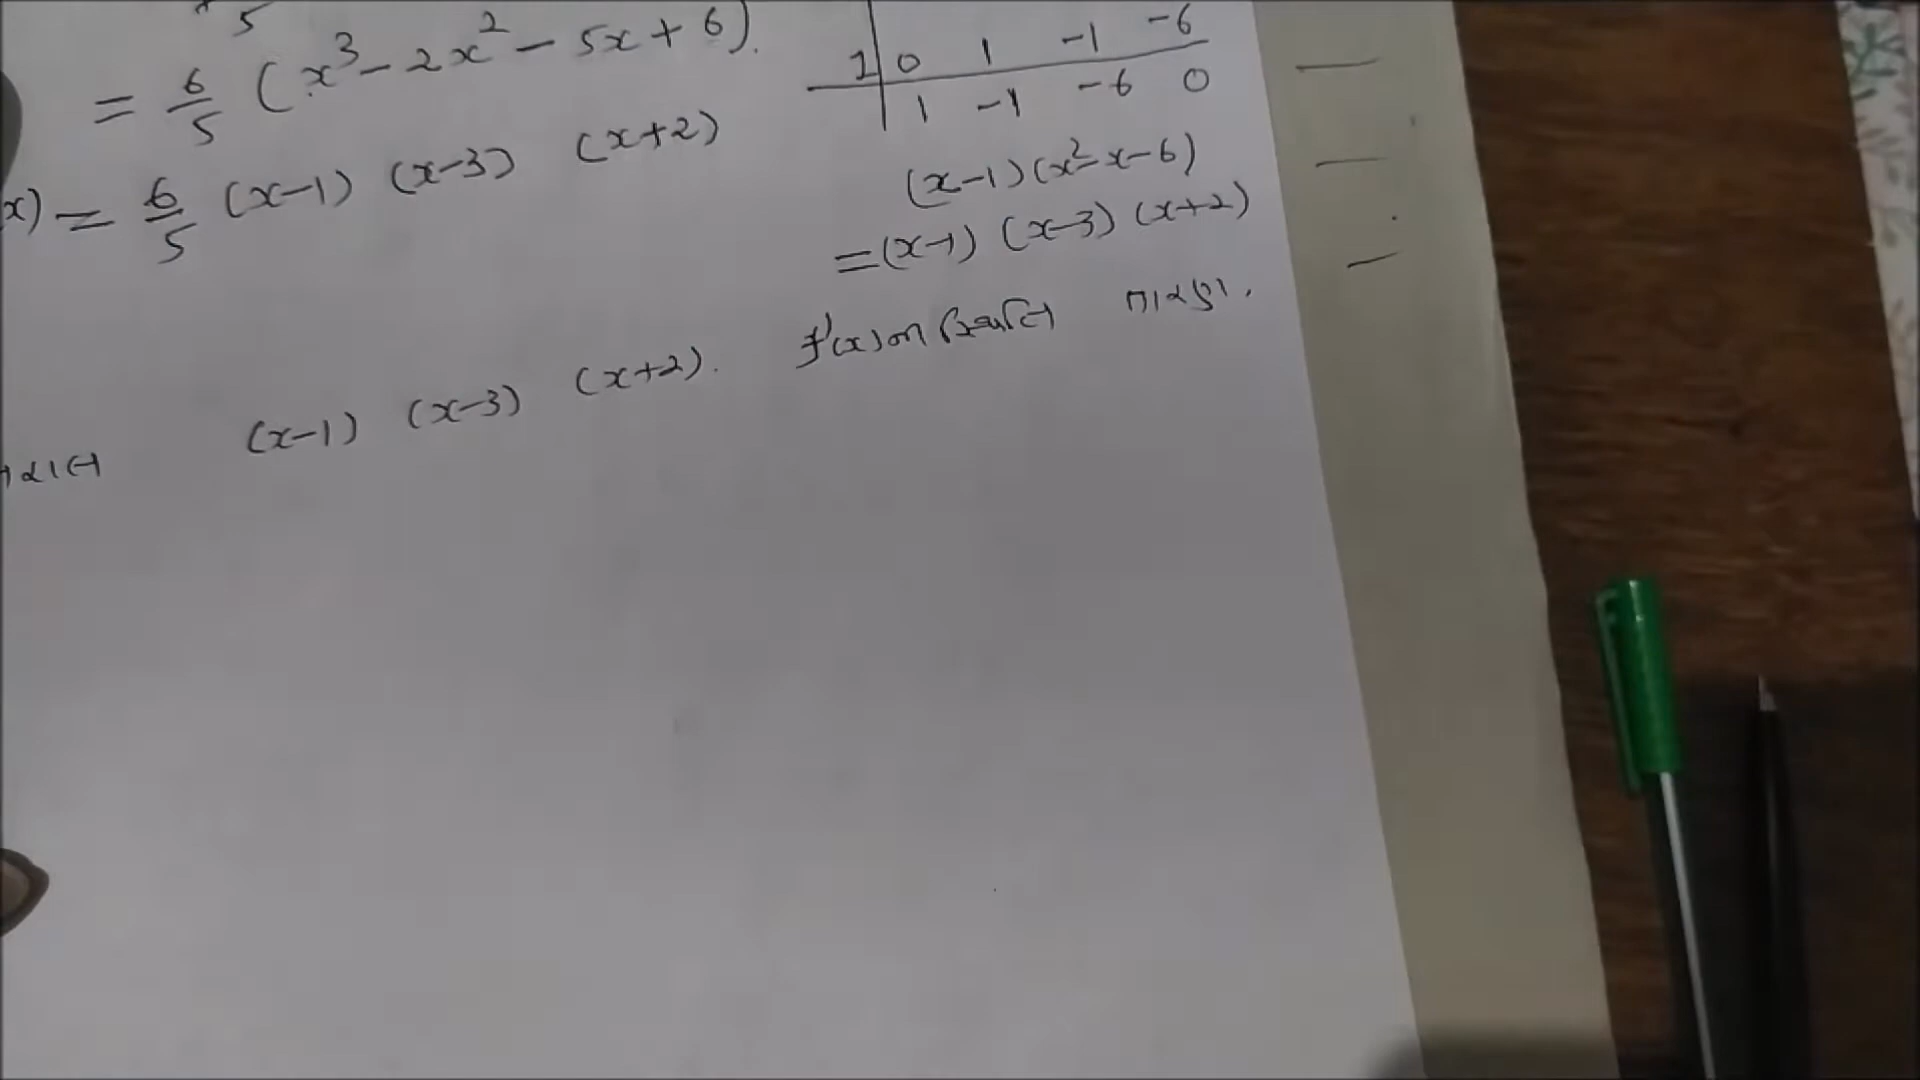 5
= 6/5 (x³ - 2x² - 5x + 6).
x) = 6/5 (x-1) (x-3) (x+2)
1 | 0 1 -1 -6
1 -1 -6 0
(x-1)(x²-x-6)
= (x-1) (x-3) (x+2)
(x-1) (x-3) (x+2). f'(x)